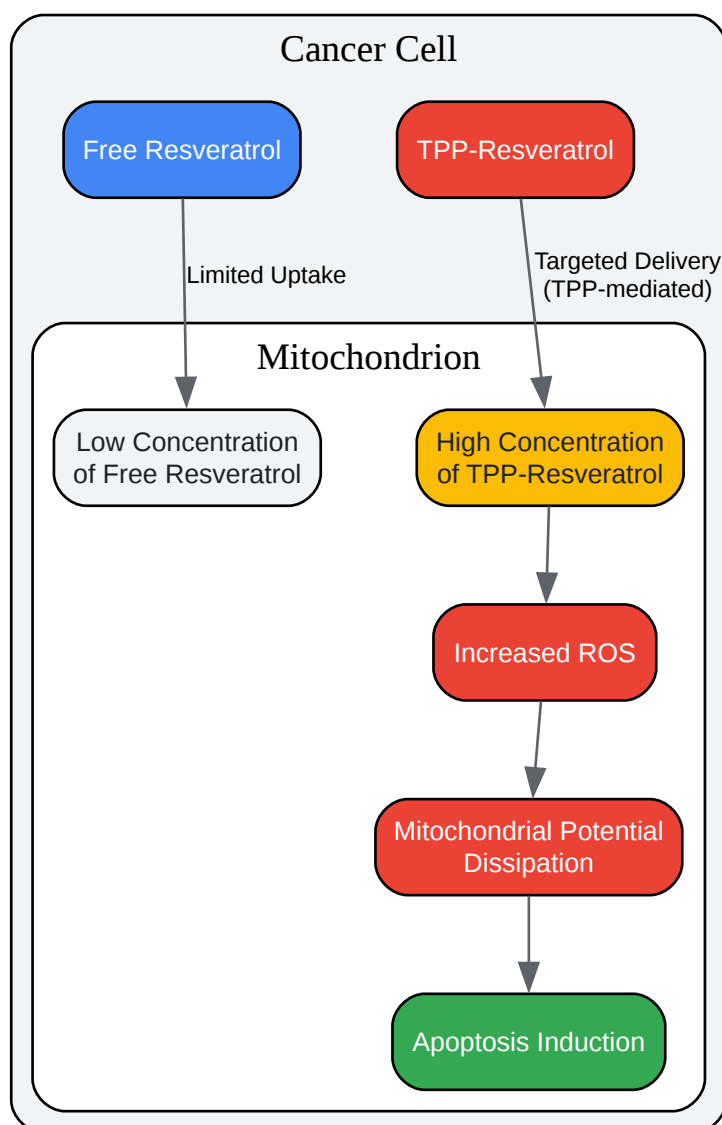 Cancer Cell
Free Resveratrol
TPP-Resveratrol
Limited Uptake
Targeted Delivery
(TPP-mediated)
Mitochondrion
Low Concentration
of Free Resveratrol
High Concentration
of TPP-Resveratrol
Increased ROS
Mitochondrial Potential
Dissipation
Apoptosis Induction